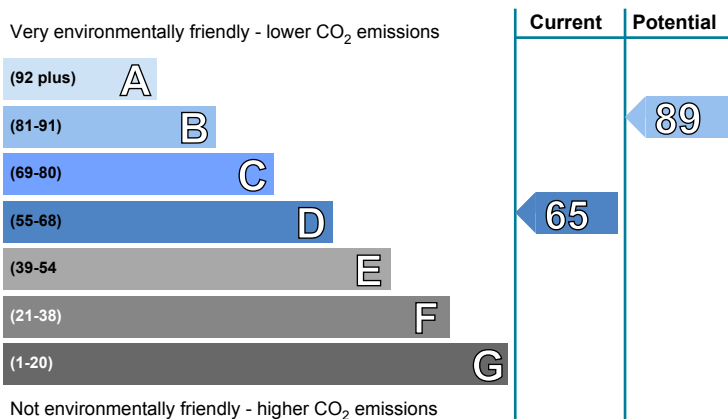 Very environmentally friendly - lower CO₂ emissions
Current
Potential
(92 plus) A
(81-91) B
89
(69-80) C
(55-68) D
65
(39-54 E
(21-38) F
(1-20) G
Not environmentally friendly - higher CO₂ emissions